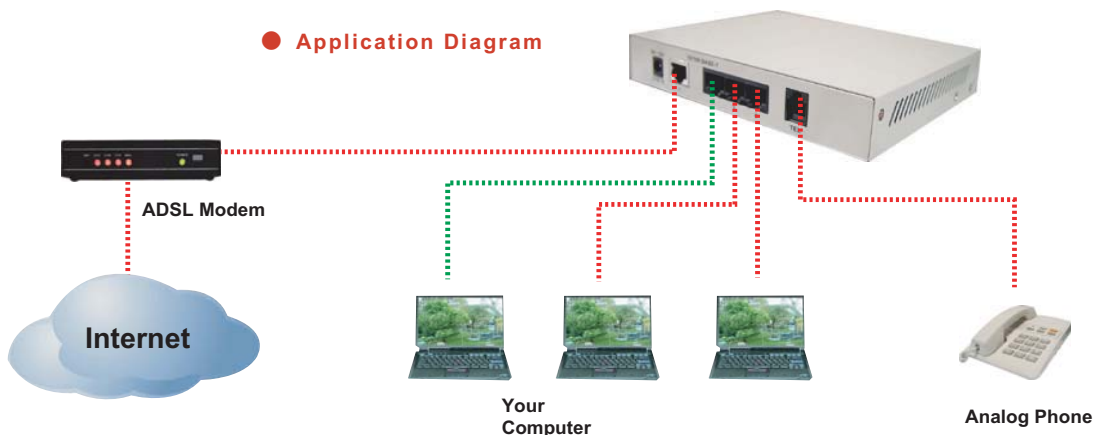 Application Diagram
ADSL Modem
Internet
Your
Computer
Analog Phone